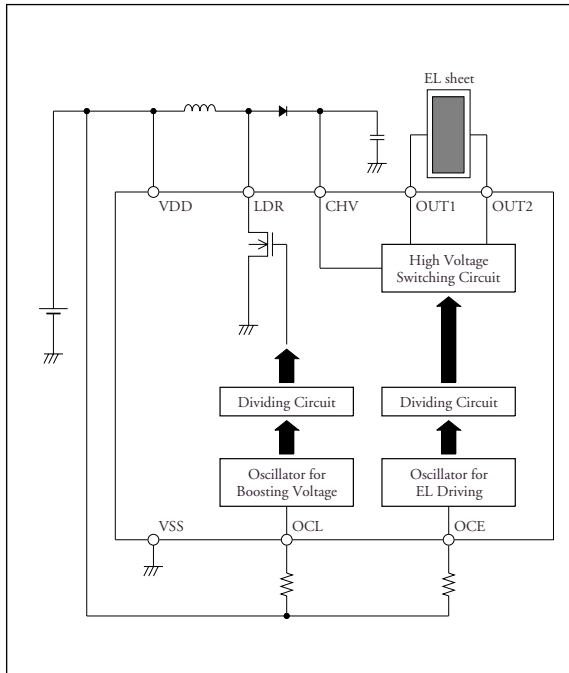 EL sheet
VDD
LDR
CHV
OUT1
OUT2
High Voltage
Switching Circuit
Dividing Circuit
Dividing Circuit
Oscillator for
Boosting Voltage
Oscillator for
EL Driving
VSS
OCL
OCE